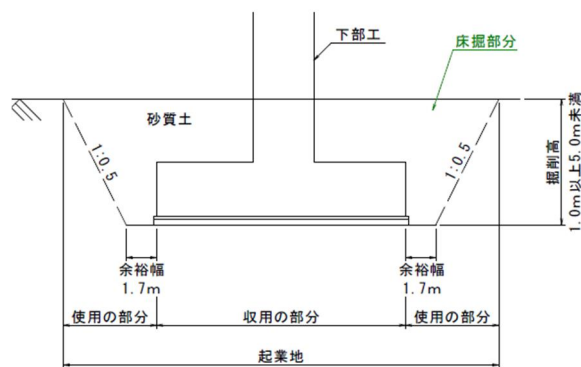 下部工
床掘部分
砂質土
1:0.5
1:0.5
掘削高
1.0m以上5.0m未満
余裕幅
1.7m
余裕幅
1.7m
使用の部分
収用の部分
使用の部分
起業地